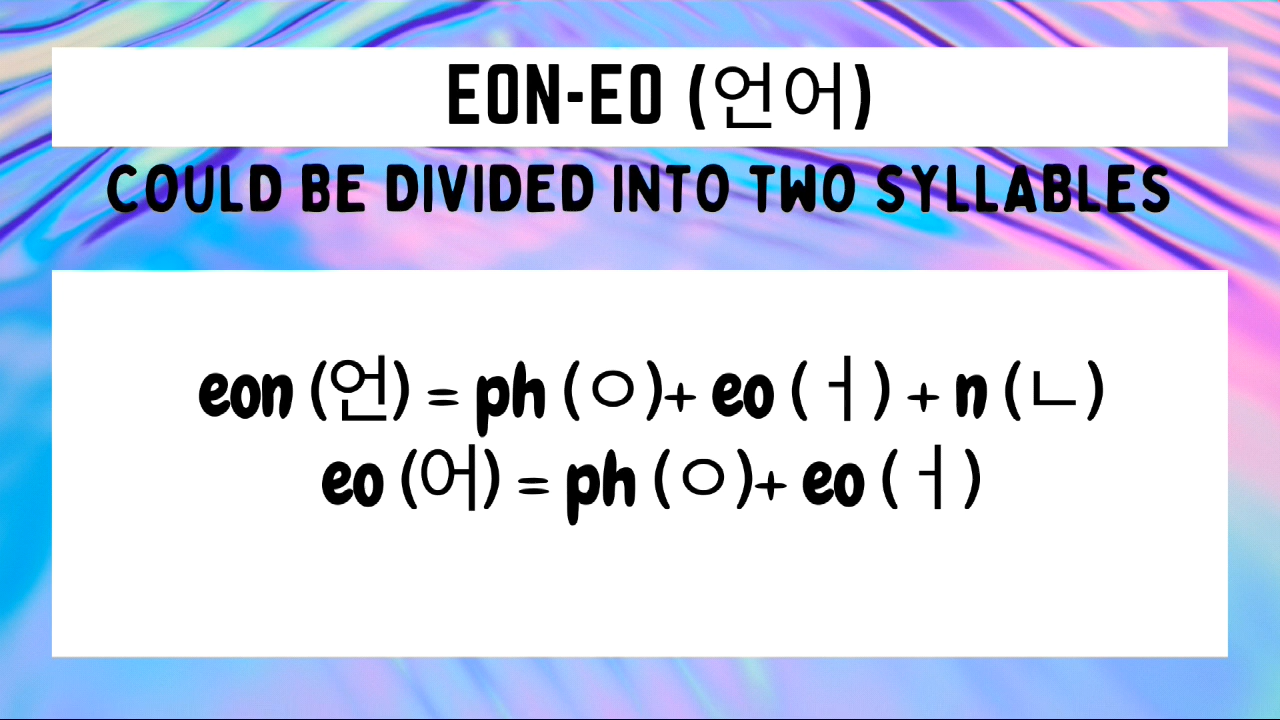 EON-EO (언어)
COULD BE DIVIDED INTO TWO SYLLABLES
eon (언) = ph (ㅇ)+ eo (ㅓ) + n (ㄴ)
eo (어) = ph (ㅇ)+ eo (ㅓ)